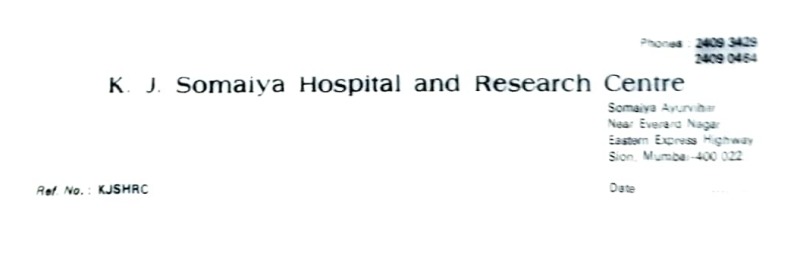 Phones : 2409 3429
2409 0464
K. J. Somaiya Hospital and Research Centre
Somaiya Ayurvihar
Near Everard Nagar
Eastern Express Highway
Sion, Mumbai-400 022
Ref. No. : KJSHRC
Date